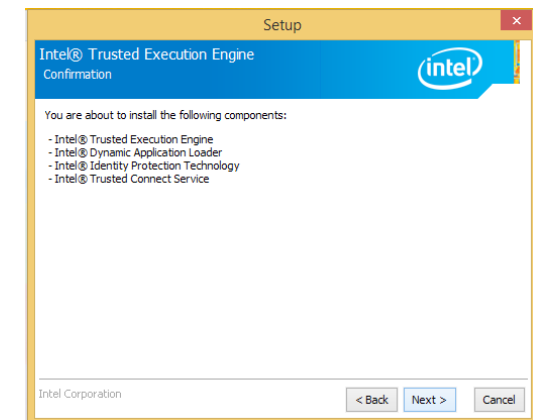 Setup
Intel® Trusted Execution Engine
Confirmation
intel
You are about to install the following components:
- Intel® Trusted Execution Engine
- Intel® Dynamic Application Loader
- Intel® Identity Protection Technology
- Intel® Trusted Connect Service
Intel Corporation
< Back Next > Cancel